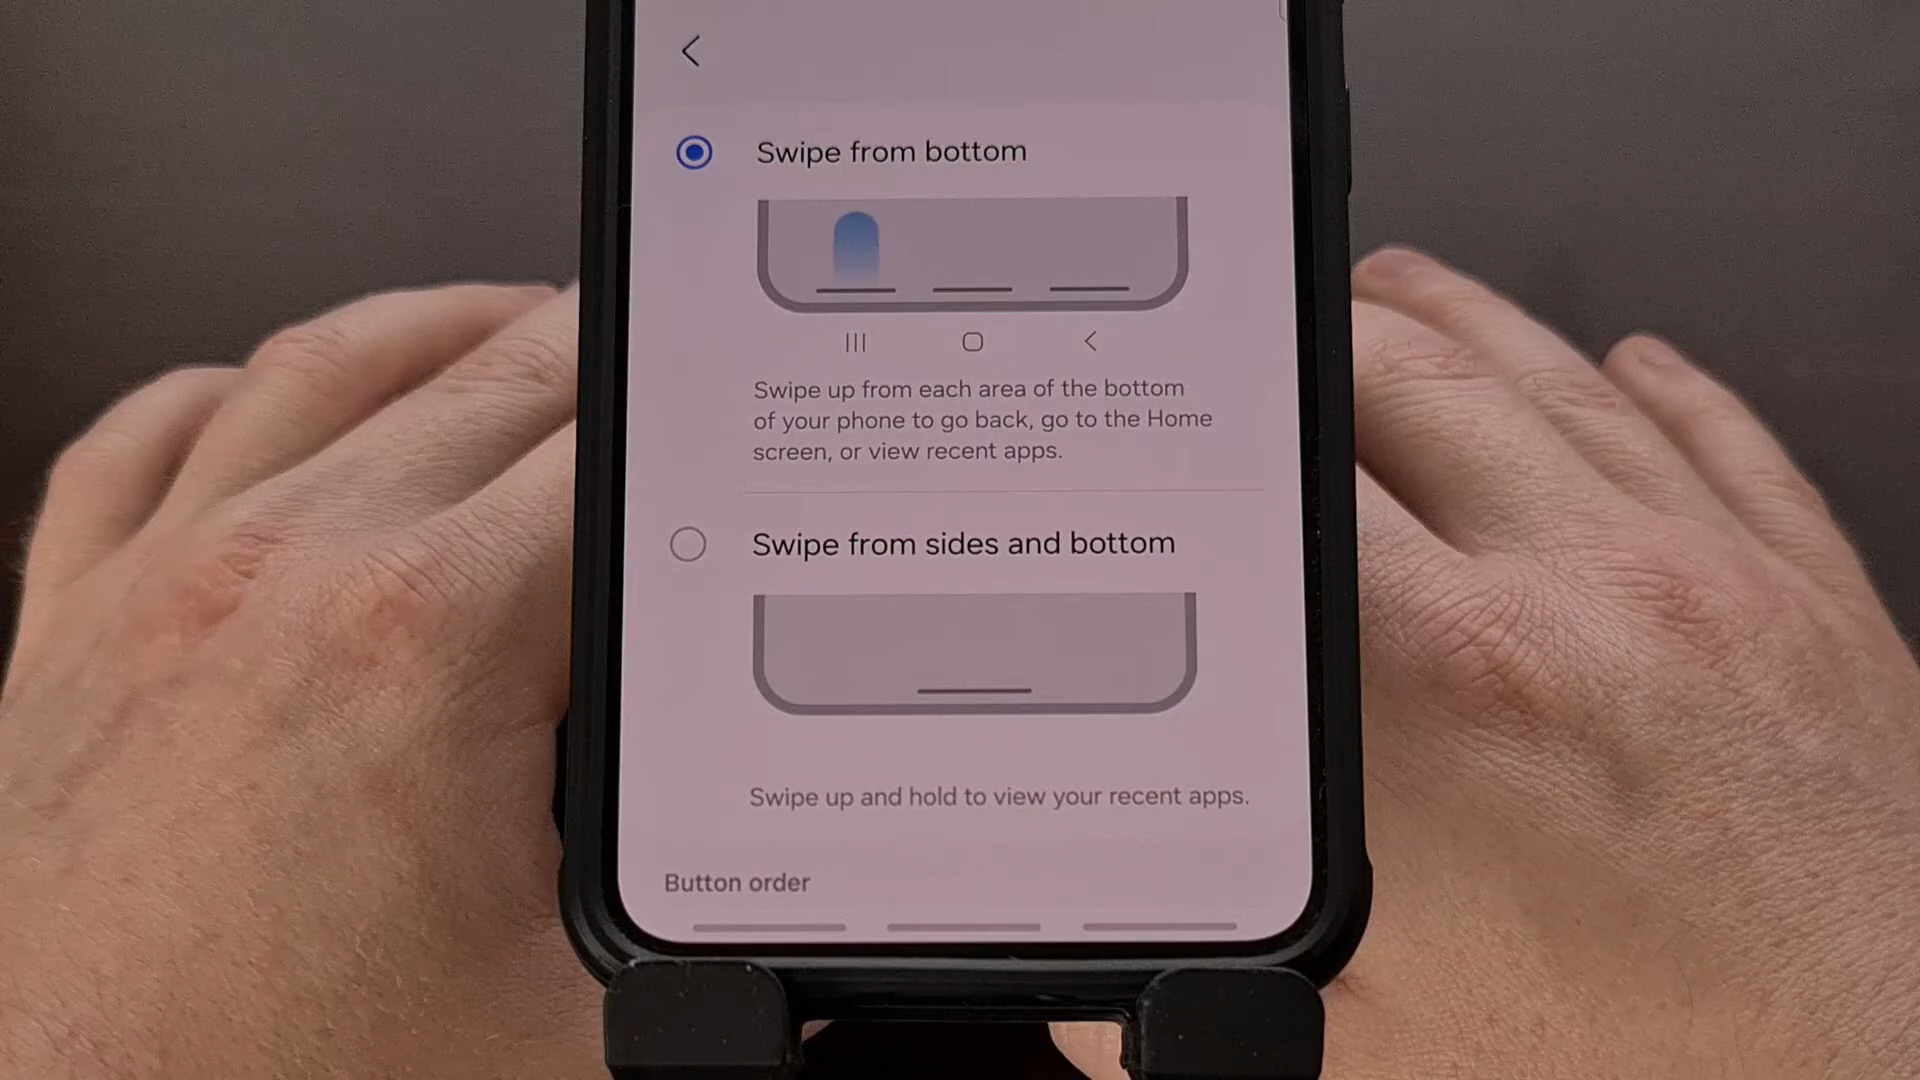 Swipe from bottom
Swipe up from each area of the bottom
of your phone to go back, go to the Home
screen, or view recent apps.
Swipe from sides and bottom
Swipe up and hold to view your recent apps.
Button order